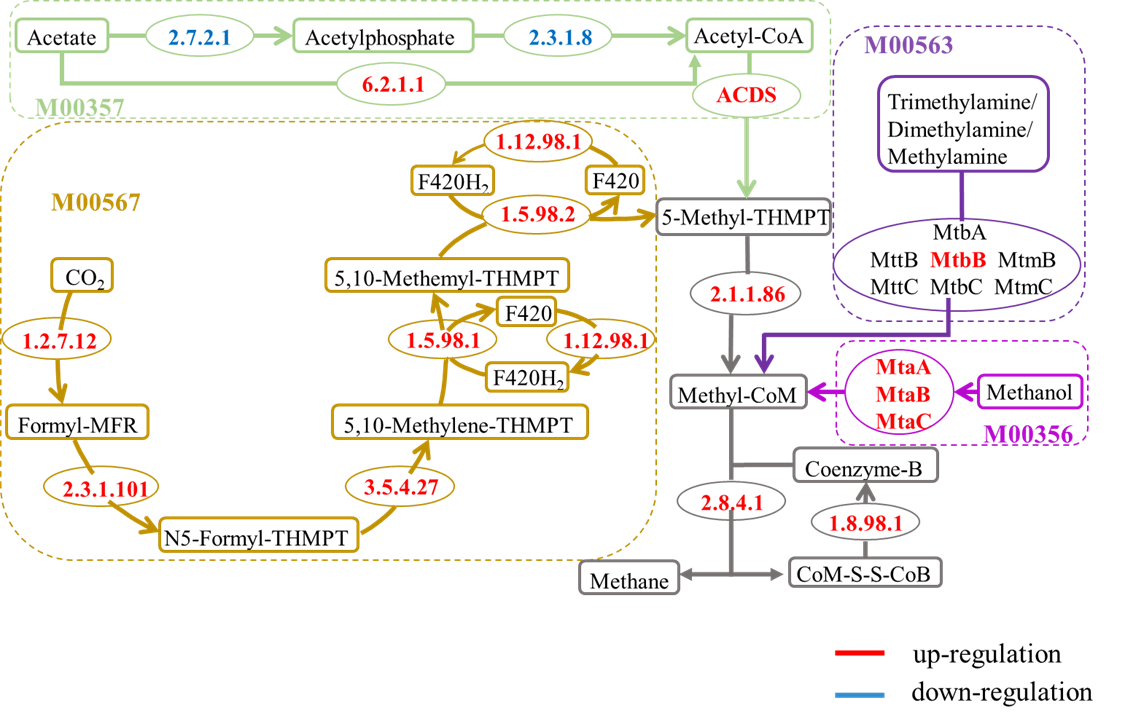 Acetate
2.7.2.1
Acetylphosphate
2.3.1.8
Acetyl-CoA
6.2.1.1
ACDS
M00357
M00563
Trimethylamine/
Dimethylamine/
Methylamine
MtbA
MttB MtbB MtmB
MttC MtbC MtmC
M00567
1.12.98.1
F420H2
F420
1.5.98.2
5-Methyl-THMPT
CO2
5,10-Methemyl-THMPT
2.1.1.86
1.2.7.12
1.5.98.1
F420
1.12.98.1
F420H2
Formyl-MFR
5,10-Methylene-THMPT
Methyl-CoM
MtaA
MtaB
MtaC
Methanol
M00356
2.3.1.101
3.5.4.27
N5-Formyl-THMPT
Coenzyme-B
2.8.4.1
1.8.98.1
Methane
CoM-S-S-CoB
up-regulation
down-regulation